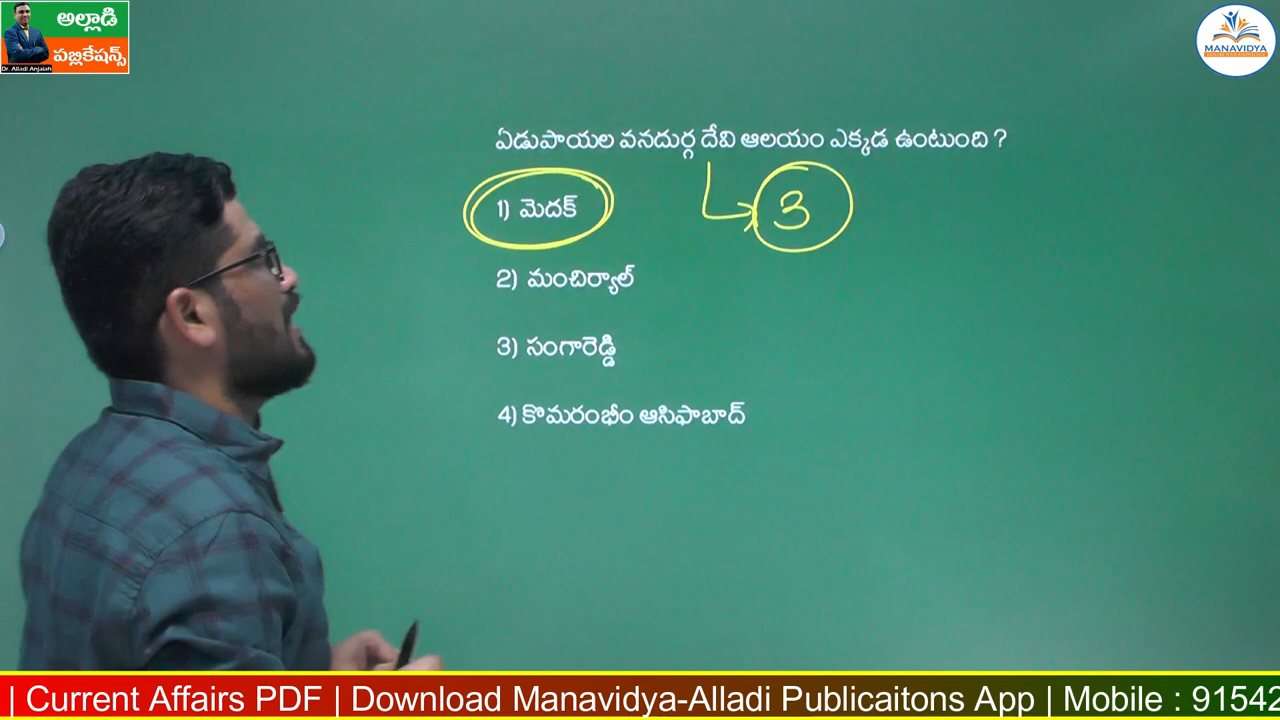 అల్లాడి
పబ్లికేషన్స్
Dr. Alladi Anjaiah
MANAVIDYA
ఏడుపాయల వనదుర్గ దేవి ఆలయం ఎక్కడ ఉంటుంది ?
1) మెదక్
3
2) మంచిర్యాల్
3) సంగారెడ్డి
4) కొమరంభీం ఆసిఫాబాద్
| Current Affairs PDF | Download Manavidya-Alladi Publicaitons App | Mobile : 91542